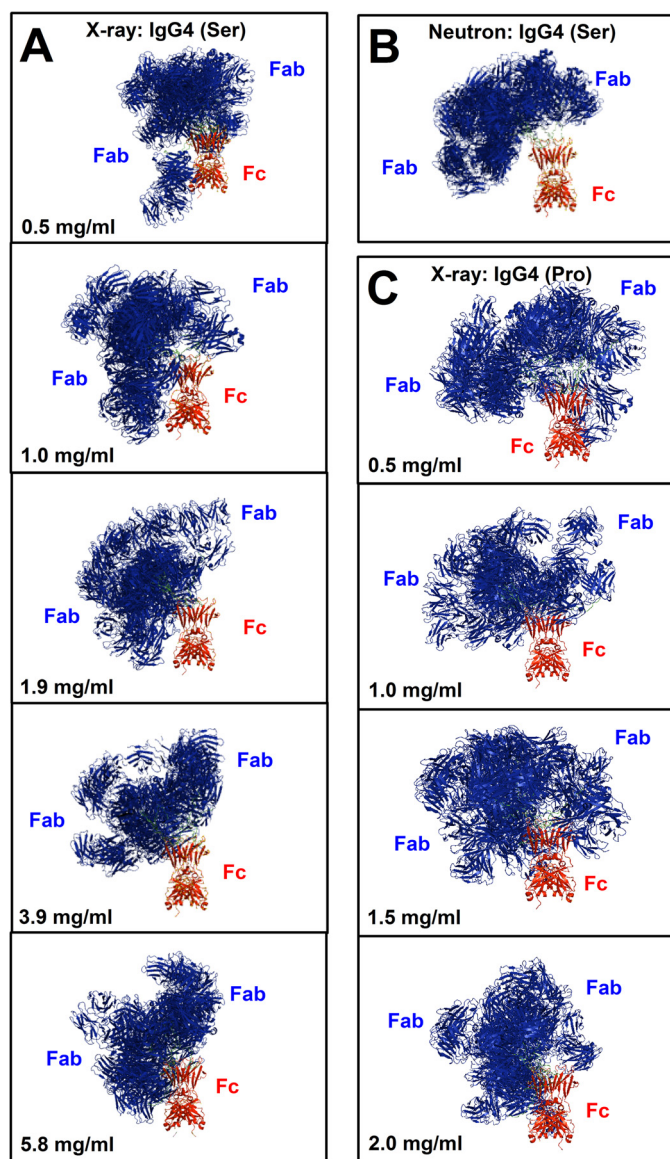 A
X-ray: IgG4 (Ser)
Fab
Fab
Fc
0.5 mg/ml
Fab
Fab
Fc
1.0 mg/ml
Fab
Fab
Fc
1.9 mg/ml
Fab
Fab
Fc
3.9 mg/ml
Fab
Fab
Fc
5.8 mg/ml
B
Neutron: IgG4 (Ser)
Fab
Fab
Fc
C
X-ray: IgG4 (Pro)
Fab
Fab
Fc
0.5 mg/ml
Fab
Fab
Fc
1.0 mg/ml
Fab
Fab
Fc
1.5 mg/ml
Fab
Fab
Fc
2.0 mg/ml